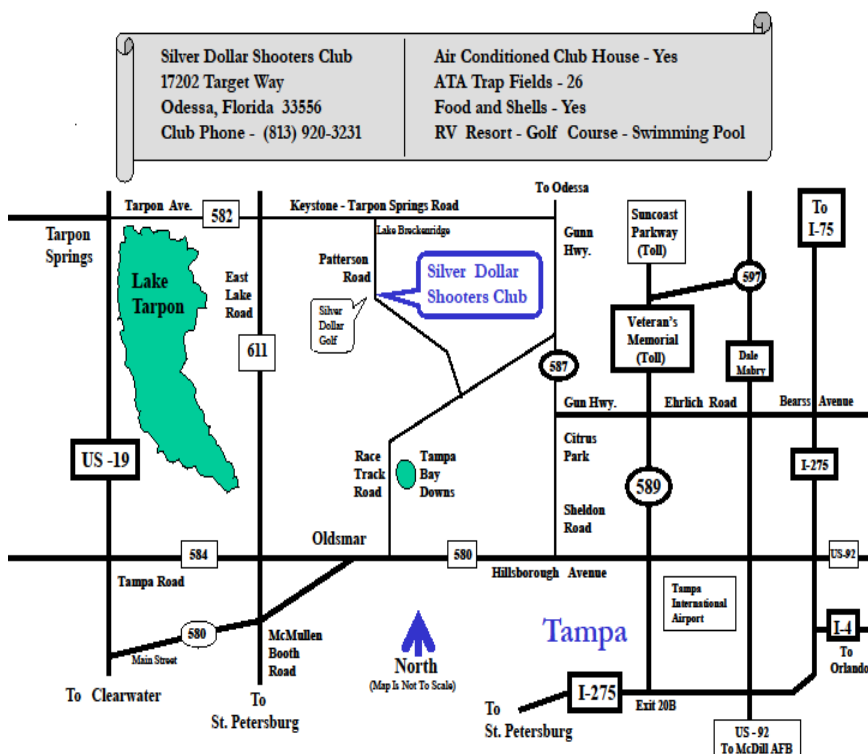 Silver Dollar Shooters Club
17202 Target Way
Odessa, Florida 33556
Club Phone - (813) 920-3231
Air Conditioned Club House - Yes
ATA Trap Fields - 26
Food and Shells - Yes
RV Resort - Golf Course - Swimming Pool
To Odessa
Tarpon Ave.
582
Keystone - Tarpon Springs Road
Tarpon
Springs
Lake Breckenridge
Gunn
Hwy.
Suncoast
Parkway
(Toll)
To
I-75
Lake
Tarpon
East
Lake
Road
Patterson
Road
Silver Dollar
Shooters Club
597
Silver
Dollar
Golf
Veteran's
Memorial
(Toll)
611
587
Dale
Mabry
Gun Hwy.
Ehrlich Road
Bearss Avenue
US -19
Race
Track
Road
Tampa
Bay
Downs
Citrus
Park
I-275
589
Sheldon
Road
Oldsmar
584
580
US-92
Tampa Road
Hillsborough Avenue
Tampa
International
Airport
580
Main Street
McMullen
Booth
Road
North
(Map Is Not To Scale)
Tampa
I-4
To
Orlando
To Clearwater
To
St. Petersburg
To
St. Petersburg
I-275
Exit 20B
US - 92
To McDill AFB